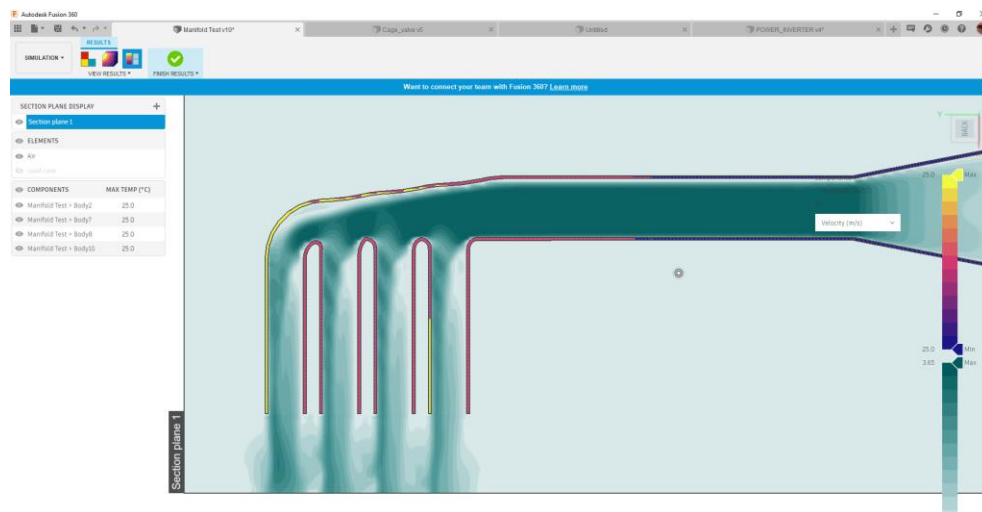 Autodesk Fusion 360
Manifold Test v10*
Cage_valve v6
Untitled
POWER_INVERTER v4*
RESULTS
SIMULATION
VIEW RESULTS
FINISH RESULTS
Want to connect your team with Fusion 360? Learn more
SECTION PLANE DISPLAY
Section plane 1
ELEMENTS
Air
Load case
COMPONENTS MAX TEMP (°C)
Manifold Test + Body2 25.0
Manifold Test + Body7 25.0
Manifold Test + Body8 25.0
Manifold Test + Body10 25.0
Y
BACK
25.0 Max
Velocity (m/s)
25.0 Min
3.65 Max
Section plane 1